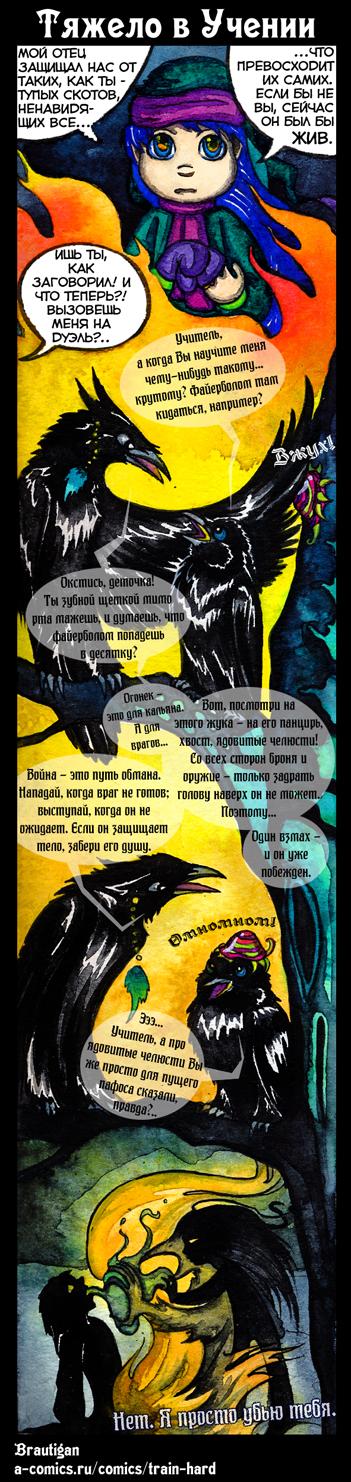 Тяжело в Учении
МОЙ ОТЕЦ
ЗАЩИЩАЛ НАС ОТ
ТАКИХ, КАК ТЫ -
ТУПЫХ СКОТОВ,
НЕНАВИДЯ-
ЩИХ ВСЕ...
...ЧТО
ПРЕВОСХОДИТ
ИХ САМИХ.
ЕСЛИ БЫ НЕ
ВЫ, СЕЙЧАС
ОН БЫЛ БЫ
ЖИВ.
ИШЬ ТЫ,
КАК
ЗАГОВОРИЛ! И
ЧТО ТЕПЕРЬ?!
ВЫЗОВЕШЬ
МЕНЯ НА
ДУЭЛЬ?..
Учитель,
а когда Вы научите меня
чему-нибудь такому...
крутому? Файерболом там
кидаться, например?
Вжух!
Окстись, деточка!
Ты зубной щеткой мимо
рта мажешь, и думаешь, что
файерболом попадешь
в десятку?
Огонек -
это для кальяна.
А для
врагов...
Вот, посмотри на
этого жука - на его панцирь,
хвост, ядовитые челюсти!
Со всех сторон броня и
оружие - только задрать
голову наверх он не может.
Поэтому...
Один взмах -
и он уже
побежден.
Война - это путь обмана.
Нападай, когда враг не готов;
выступай, когда он не
ожидает. Если он защищает
тело, забери его душу.
Омномном!
Эээ...
Учитель, а про
ядовитые челюсти Вы
же просто для пущего
пафоса сказали,
правда?..
Нет. Я просто убью тебя.
Brautigan
a-comics.ru/comics/train-hard